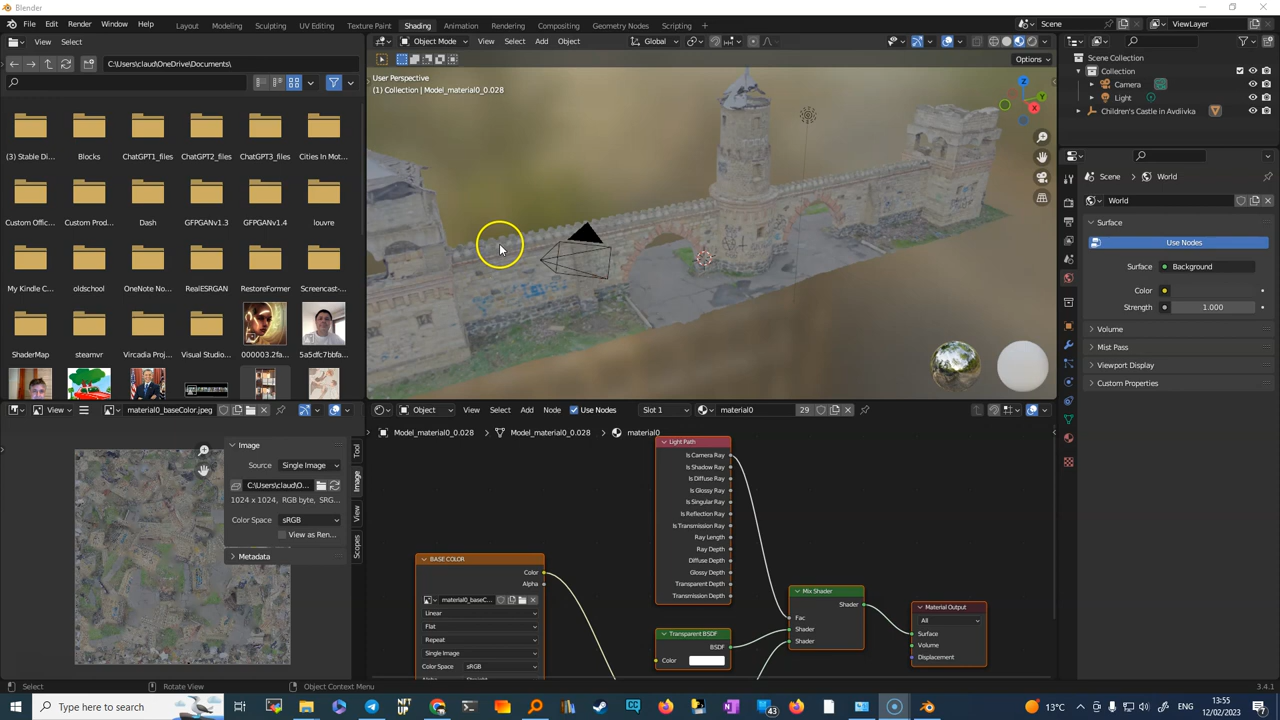 Blender
File Edit Render Window Help
Layout Modeling Sculpting UV Editing Texture Paint Shading Animation Rendering Compositing Geometry Nodes Scripting +
Scene ViewLayer
View Select
Object Mode View Select Add Object Global
C:\Users\claud\OneDrive\Documents\
Options
User Perspective
(1) Collection | Model_material0_0.028
Scene Collection
Collection
Camera
Light
Children's Castle in Avdiivka
Z
Y
X
(3) Stable Di... Blocks ChatGPT1_files ChatGPT2_files ChatGPT3_files Cities In Mot...
Custom Offic... Custom Prod... Dash GFPGANv1.3 GFPGANv1.4 louvre
My Kindle C... oldschool OneNote No... RealESRGAN RestoreFormer Screencast-...
ShaderMap steamvr Vircadia Proj... Visual Studio... 000003.2fa... 5a5dfc7bbfa...
Scene World
World
Surface
Use Nodes
Surface Background
Color
Strength 1.000
Volume
Mist Pass
Viewport Display
Custom Properties
View material0_baseColor.jpeg
Object View Select Add Node Use Nodes Slot 1 material0 29
Model_material0_0.028 Model_material0_0.028 material0
Image
Source Single Image
C:\Users\claud\O...
1024 x 1024, RGB byte, SRG...
Color Space sRGB
View as Ren...
Metadata
Tool
Image
View
Scopes
Light Path
Is Camera Ray
Is Shadow Ray
Is Diffuse Ray
Is Glossy Ray
Is Singular Ray
Is Reflection Ray
Is Transmission Ray
Ray Length
Ray Depth
Diffuse Depth
Glossy Depth
Transparent Depth
Transmission Depth
BASE COLOR
Color
Alpha
material0_baseC...
Linear
Flat
Repeat
Single Image
Color Space sRGB
Transparent BSDF
BSDF
Color
Mix Shader
Shader
Fac
Shader
Shader
Material Output
All
Surface
Volume
Displacement
Select Rotate View Object Context Menu 3.4.1
Type here to search
NFT
UP
43
13°C
13:55
12/02/2023